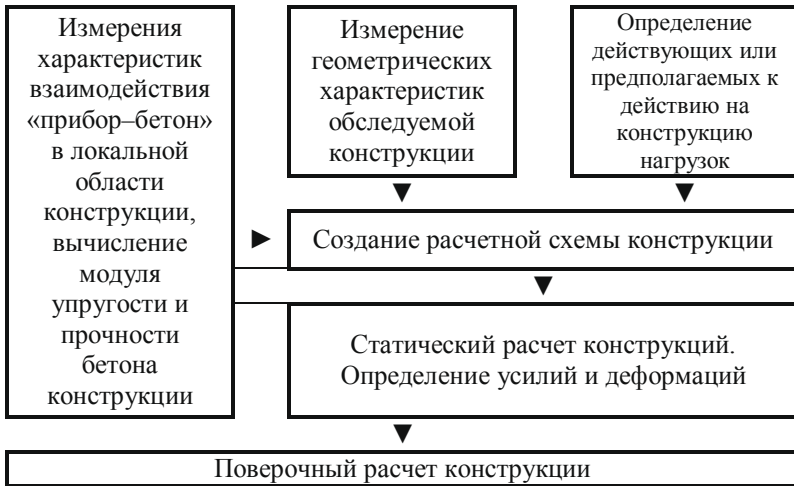 Измерения
характеристик
взаимодействия
«прибор–бетон»
в локальной
области
конструкции,
вычисление
модуля
упругости и
прочности
бетона
конструкции
Измерение
геометрических
характеристик
обследуемой
конструкции
Определение
действующих или
предполагаемых к
действию на
конструкцию
нагрузок
Создание расчетной схемы конструкции
Статический расчет конструкций.
Определение усилий и деформаций
Поверочный расчет конструкции